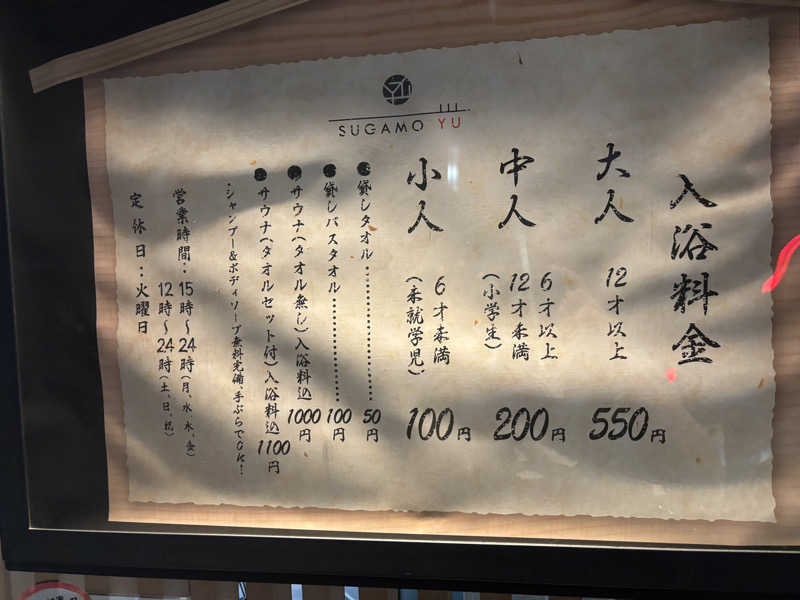 SUGAMO YU
入浴料金
大人 12才以上 550円
中人 6才以上
12才未満
(小学生) 200円
小人 6才未満
(未就学児) 100円
貸しタオル 50円
貸しバスタオル 100円
サウナ(タオル無し)入浴料込 1000円
サウナ(タオルセット付)入浴料込 1100円
・シャンプー&ボディソープ無料完備、手ぶらでOK!
営業時間: 15時~24時(月、水、木、金)
12時~24時(土、日、祝)
定休日:火曜日